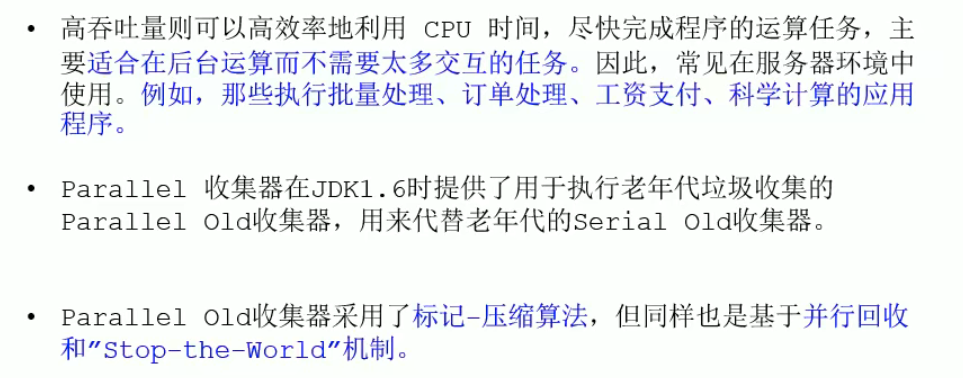 • 高吞吐量则可以高效率地利用 CPU 时间，尽快完成程序的运算任务，主
要适合在后台运算而不需要太多交互的任务。因此，常见在服务器环境中
使用。例如，那些执行批量处理、订单处理、工资支付、科学计算的应用
程序。
• Parallel 收集器在JDK1.6时提供了用于执行老年代垃圾收集的
Parallel Old收集器，用来代替老年代的Serial Old收集器。
• Parallel Old收集器采用了标记-压缩算法，但同样也是基于并行回收
和”Stop-the-World”机制。